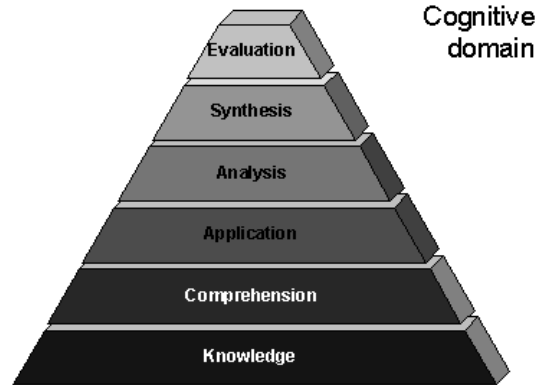 Cognitive
domain
Evaluation
Synthesis
Analysis
Application
Comprehension
Knowledge